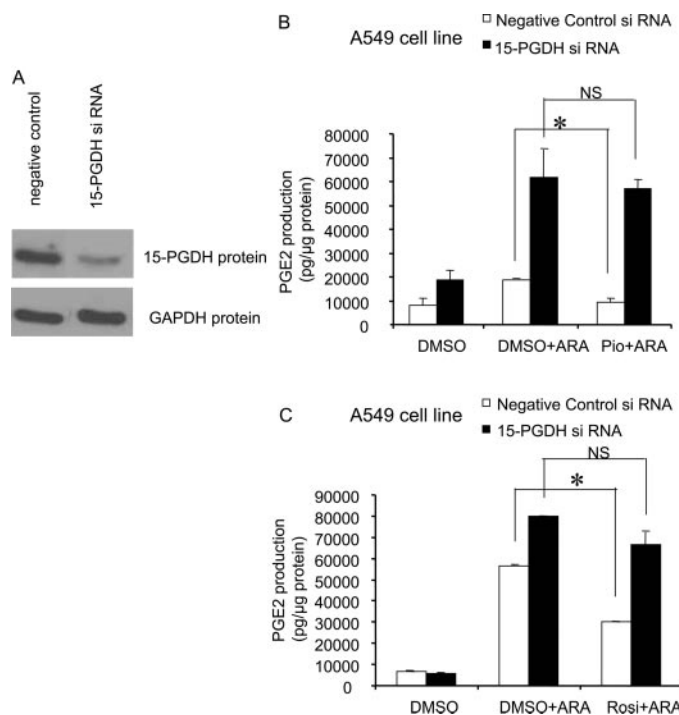 A
negative control
15-PGDH si RNA
15-PGDH protein
GAPDH protein
B
A549 cell line
Negative Control si RNA
15-PGDH si RNA
NS
*
PGE2 production
(pg/µg protein)
80000
70000
60000
50000
40000
30000
20000
10000
0
DMSO
DMSO+ARA
Pio+ARA
C
A549 cell line
Negative Control si RNA
15-PGDH si RNA
NS
*
PGE2 production
(pg/µg protein)
90000
80000
70000
60000
50000
40000
30000
20000
10000
0
DMSO
DMSO+ARA
Rosi+ARA